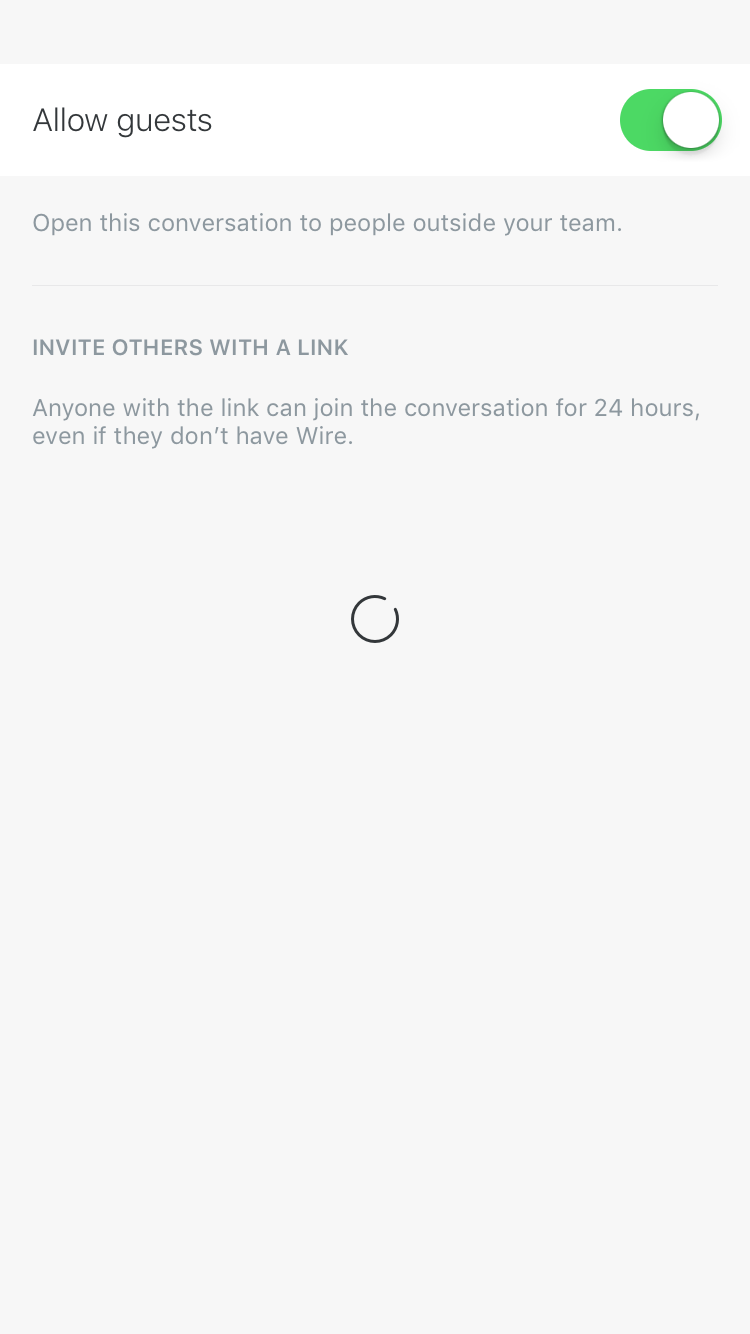 Allow guests
Open this conversation to people outside your team.
INVITE OTHERS WITH A LINK
Anyone with the link can join the conversation for 24 hours,
even if they don’t have Wire.